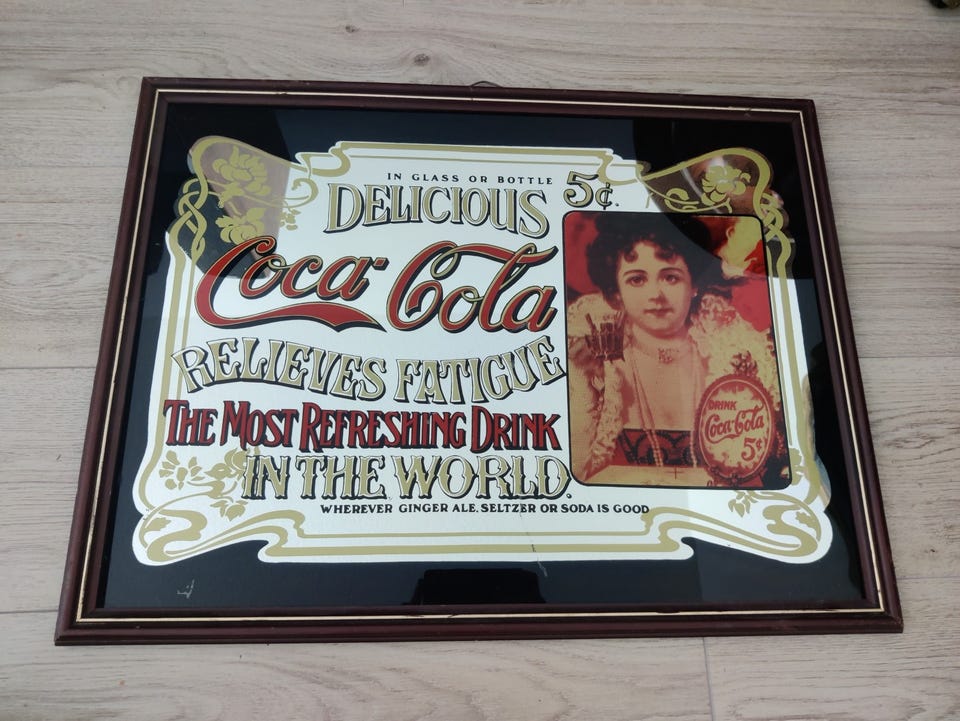 IN GLASS OR BOTTLE
DELICIOUS 5¢.
Coca-Cola
RELIEVES FATIGUE
THE MOST REFRESHING DRINK
IN THE WORLD.
WHEREVER GINGER ALE, SELTZER OR SODA IS GOOD
DRINK
Coca-Cola
5¢